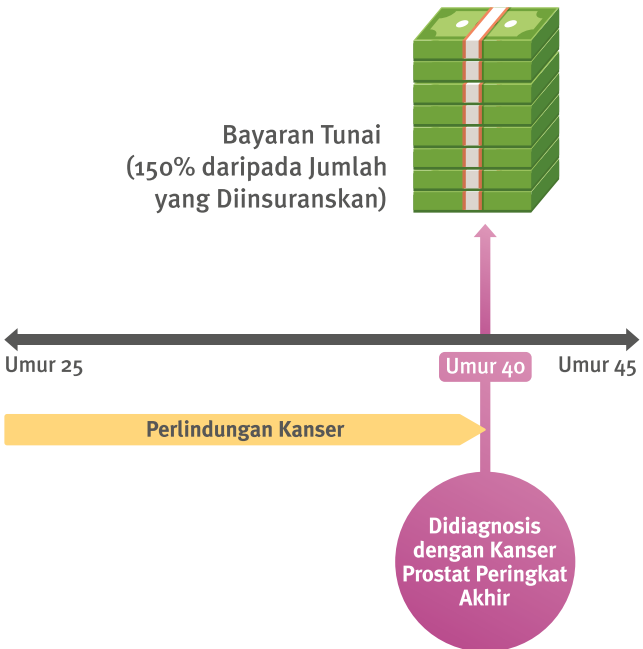 Bayaran Tunai
(150% daripada Jumlah
yang Diinsuranskan)
Umur 25
Umur 40
Umur 45
Perlindungan Kanser
Didiagnosis
dengan Kanser
Prostat Peringkat
Akhir